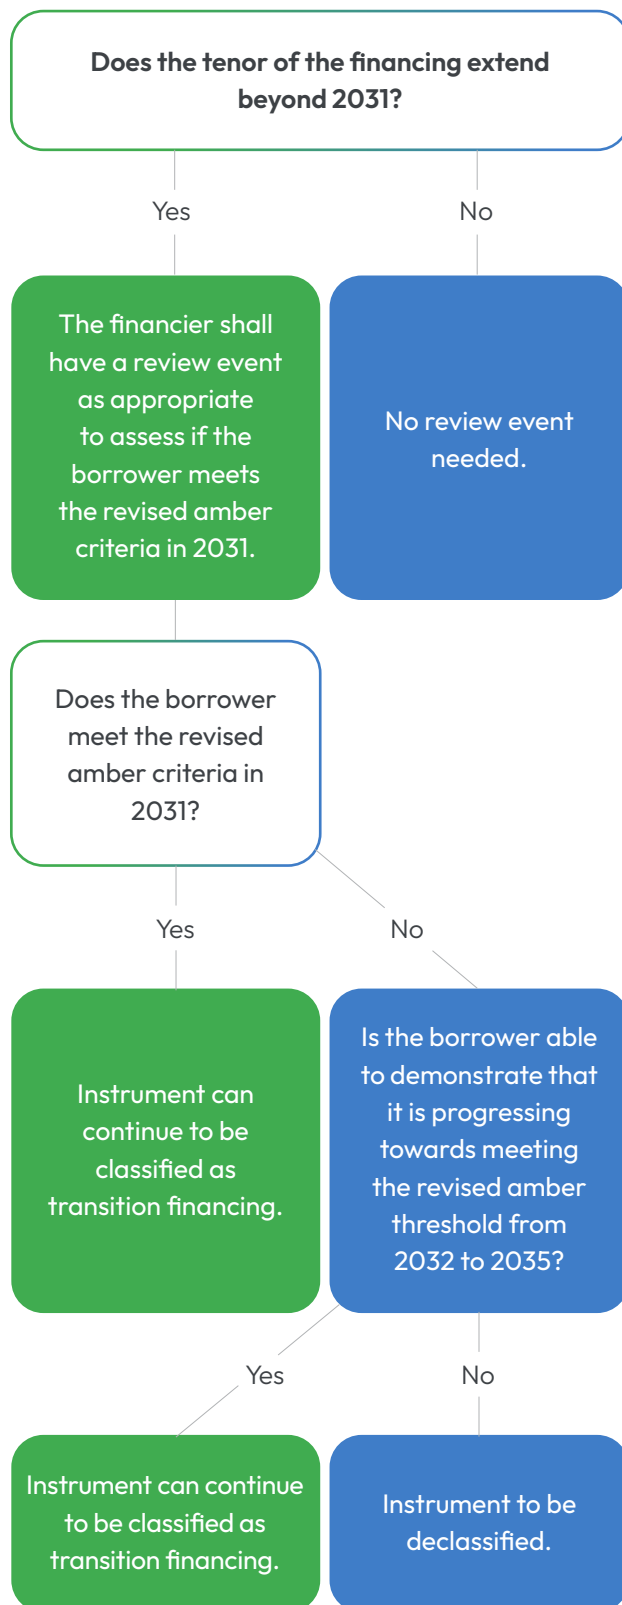 Does the tenor of the financing extend
beyond 2031?
Yes
No
The financier shall
have a review event
as appropriate
to assess if the
borrower meets
the revised amber
criteria in 2031.
No review event
needed.
Does the borrower
meet the revised
amber criteria in
2031?
Yes
No
Instrument can
continue to be
classified as
transition financing.
Is the borrower able
to demonstrate that
it is progressing
towards meeting
the revised amber
threshold from
2032 to 2035?
Yes
No
Instrument can continue
to be classified as
transition financing.
Instrument to be
declassified.